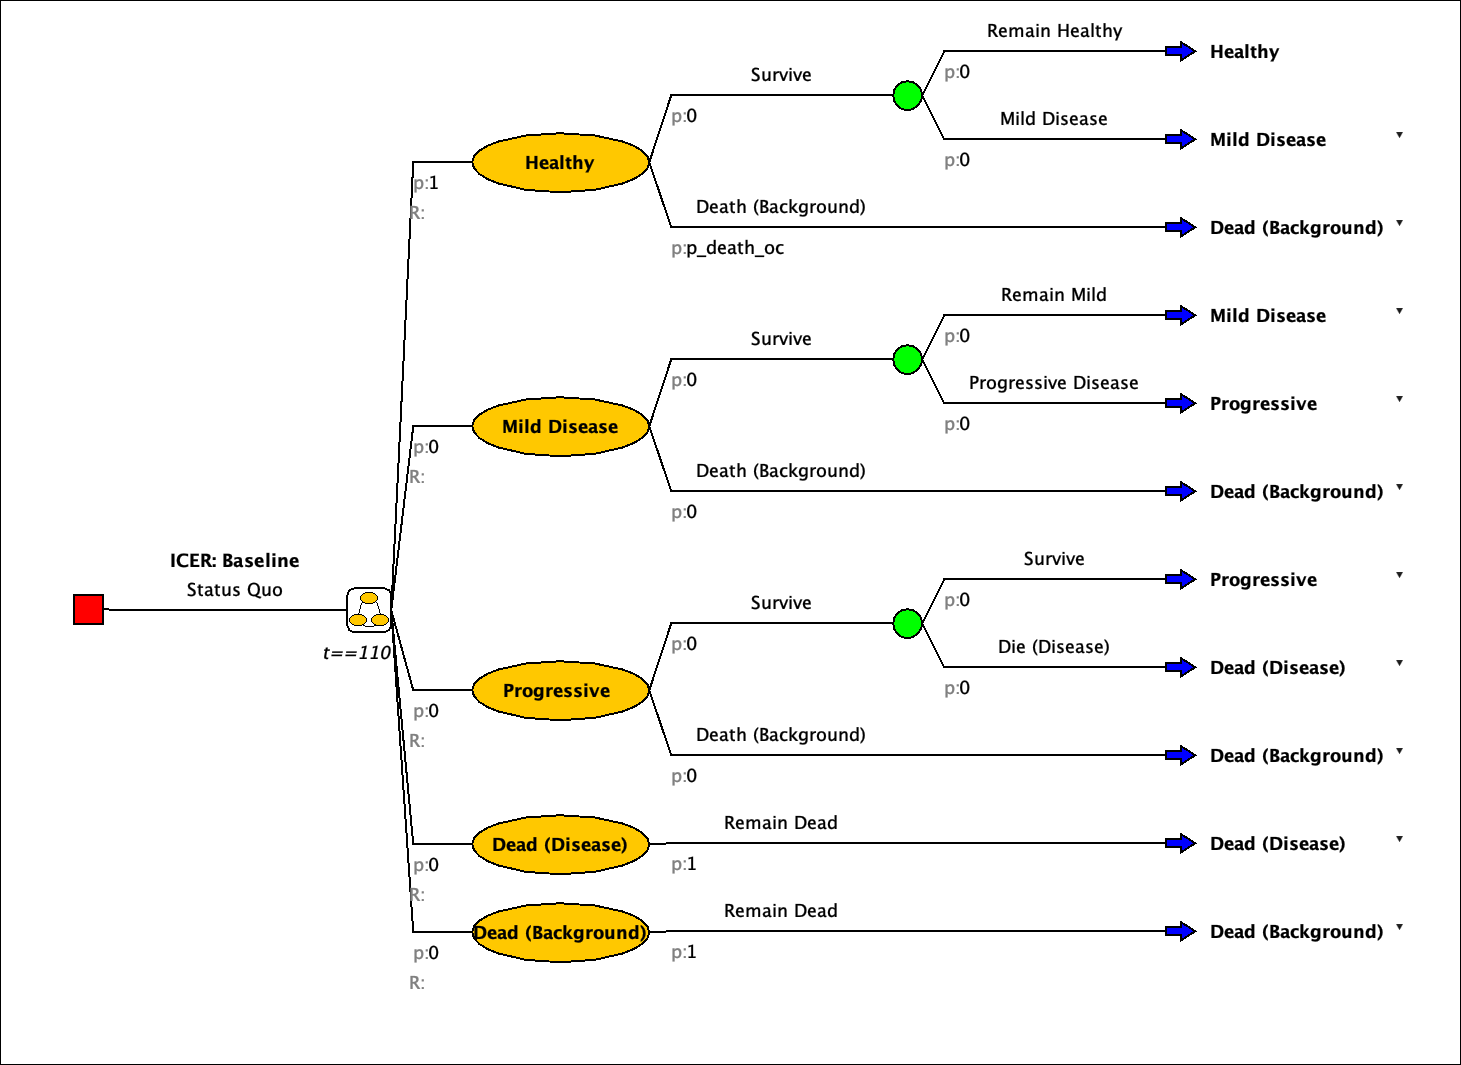 Remain Healthy
Healthy
p:0
Survive
p:0
Mild Disease
Mild Disease
p:0
Healthy
p:1
R:
Death (Background)
Dead (Background)
p:p_death_oc
Remain Mild
Mild Disease
p:0
Survive
p:0
Progressive Disease
Progressive
p:0
Mild Disease
p:0
R:
Death (Background)
Dead (Background)
p:0
ICER: Baseline
Status Quo
t==110
Survive
Progressive
p:0
Survive
p:0
Die (Disease)
Dead (Disease)
p:0
Progressive
p:0
R:
Death (Background)
Dead (Background)
p:0
Dead (Disease)
p:0
R:
Remain Dead
Dead (Disease)
p:1
Dead (Background)
p:0
R:
Remain Dead
Dead (Background)
p:1